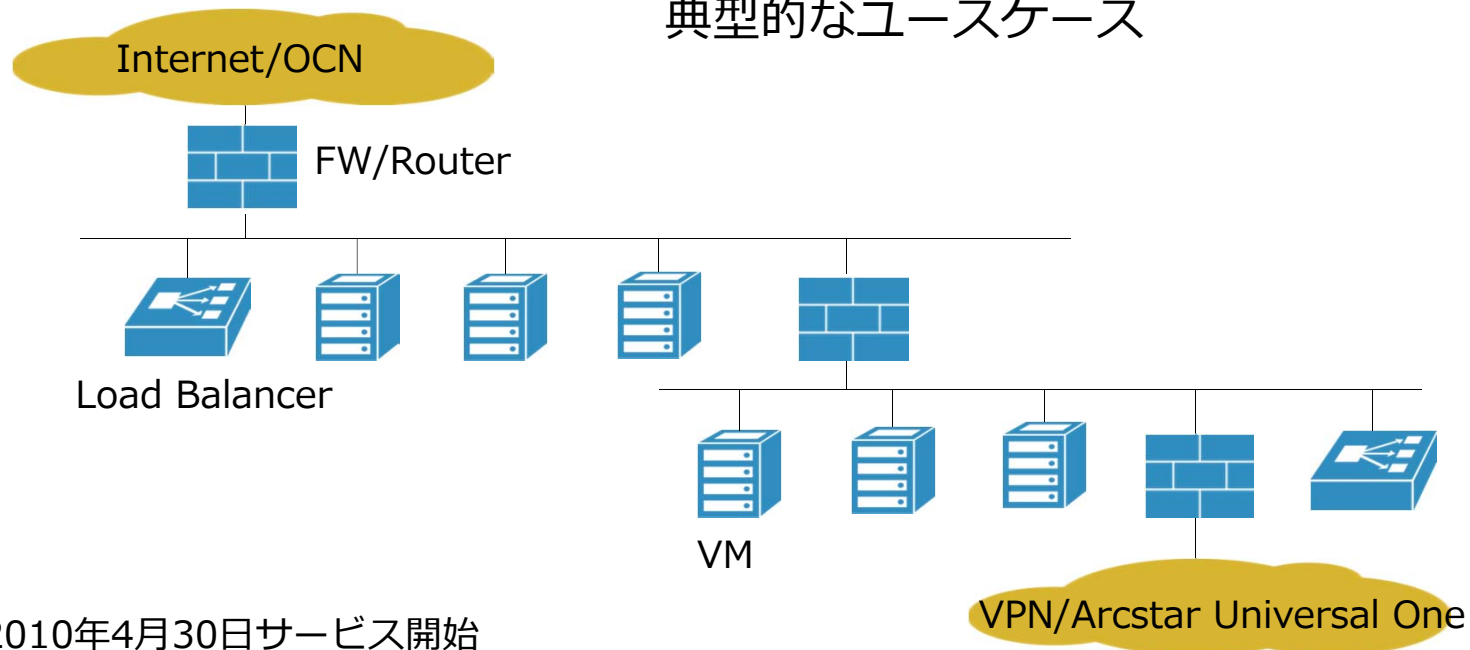 典型的なユースケース
Internet/OCN
FW/Router
Load Balancer
VM
VPN/Arcstar Universal One
2010年4月30日サービス開始